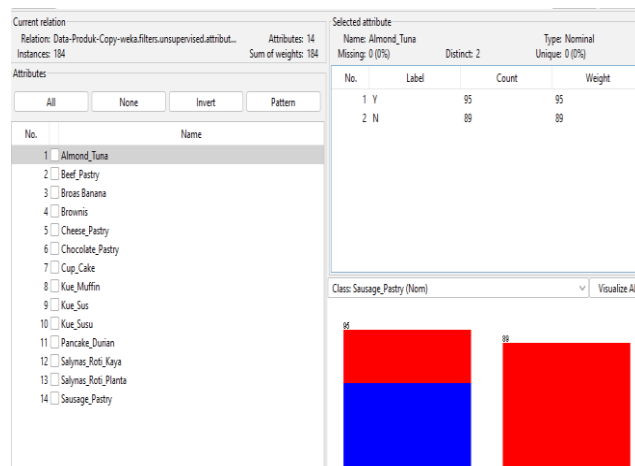 Current relation
Relation: Data-Produk-Copy-weka.filters.unsupervised.attribut... Attributes: 14
Instances: 184 Sum of weights: 184
Attributes
All None Invert Pattern
No. Name
1 Almond_Tuna
2 Beef_Pastry
3 Broas Banana
4 Brownis
5 Cheese_Pastry
6 Chocolate_Pastry
7 Cup_Cake
8 Kue_Muffin
9 Kue_Sus
10 Kue_Susu
11 Pancake_Durian
12 Salynas_Roti_Kaya
13 Salynas_Roti_Planta
14 Sausage_Pastry
Selected attribute
Name: Almond_Tuna Type: Nominal
Missing: 0 (0%) Distinct: 2 Unique: 0 (0%)
No. Label Count Weight
1 Y 95 95
2 N 89 89
Class: Sausage_Pastry (Nom) Visualize Al
95
89